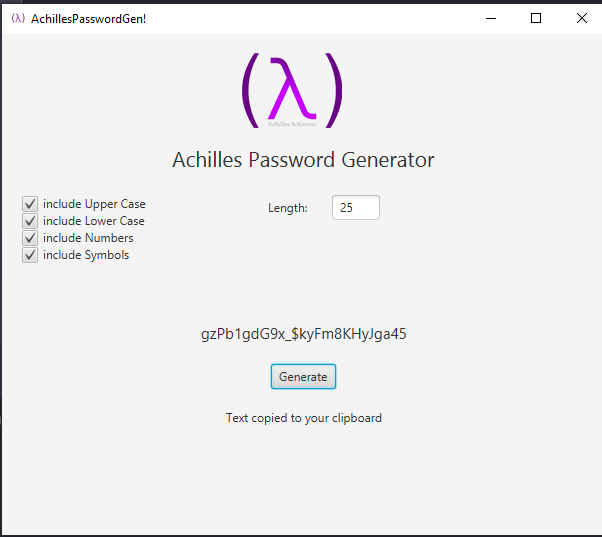 (λ) AchillesPasswordGen!
(λ)
Achilles Solutions
Achilles Password Generator
include Upper Case
include Lower Case
include Numbers
include Symbols
Length: 25
gzPb1gdG9x_$kyFm8KHyJga45
Generate
Text copied to your clipboard